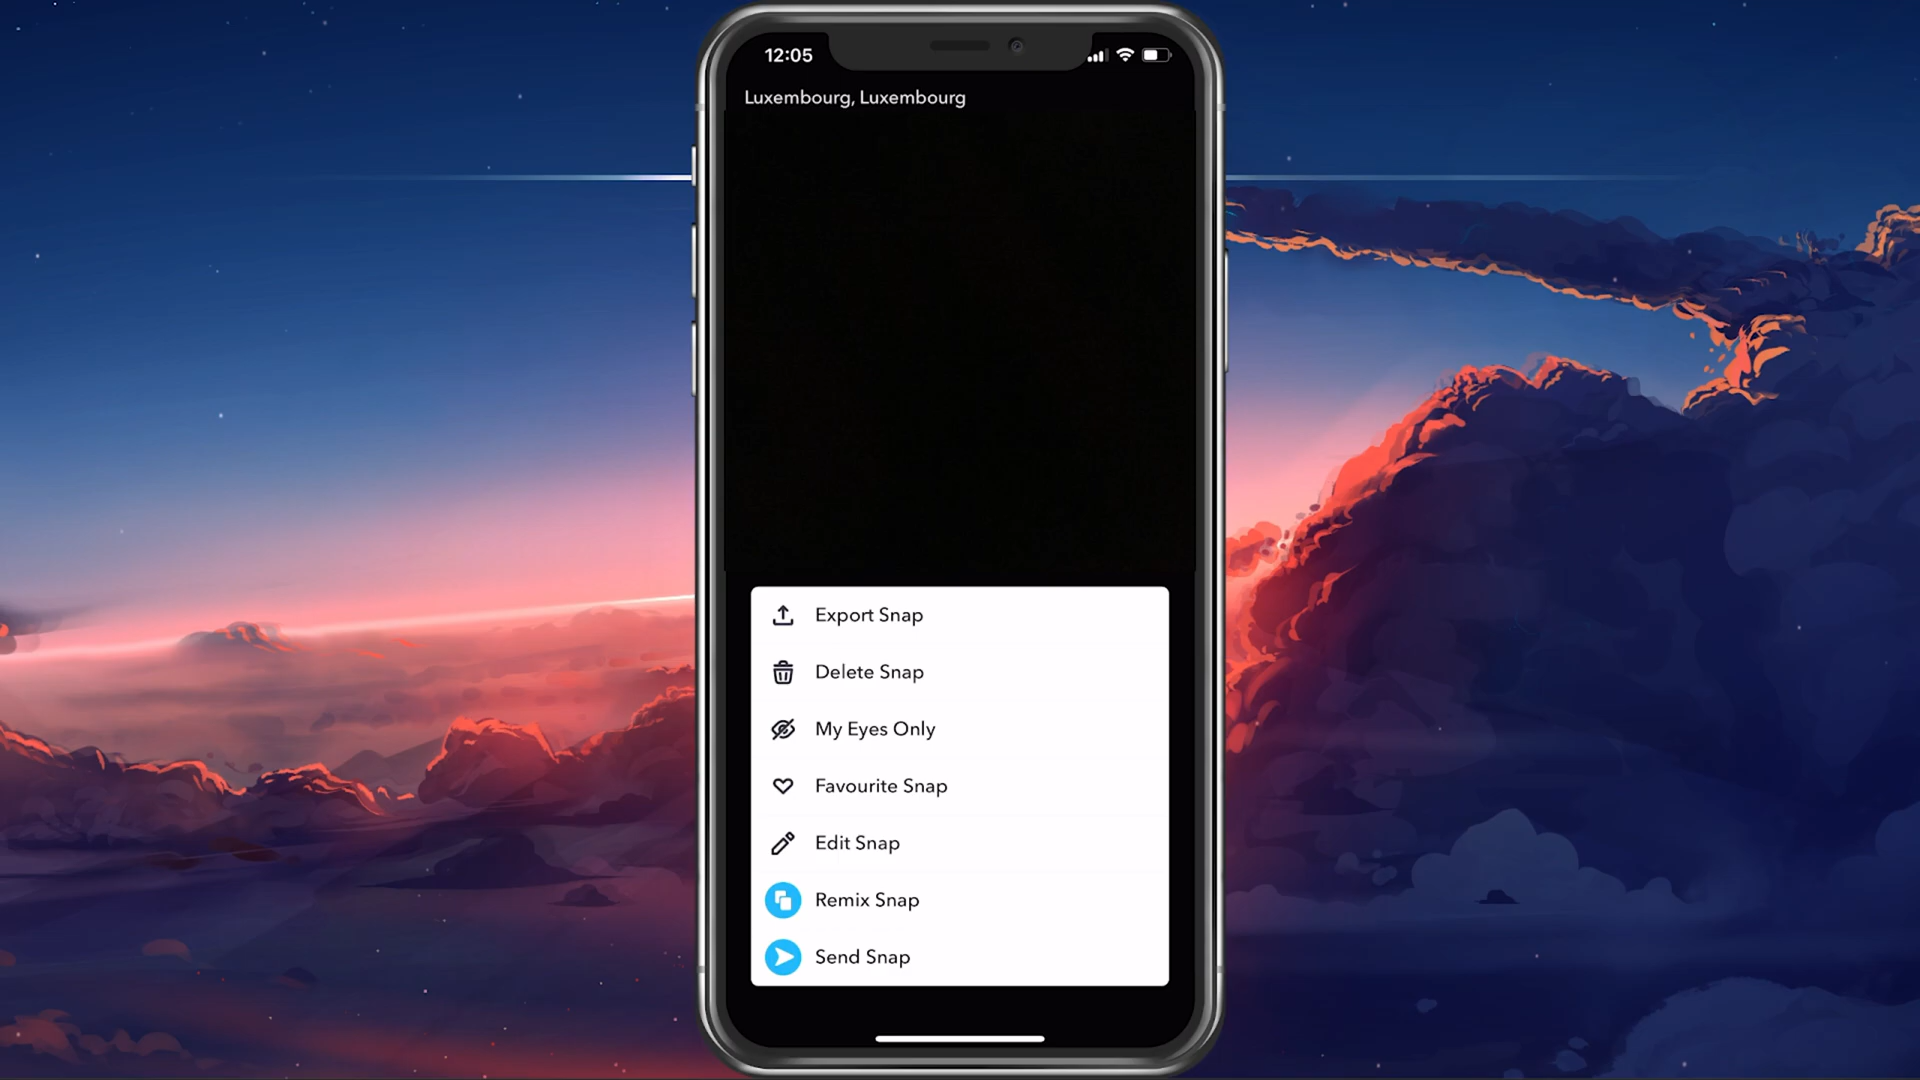 12:05
Luxembourg, Luxembourg
Export Snap
Delete Snap
My Eyes Only
Favourite Snap
Edit Snap
Remix Snap
Send Snap